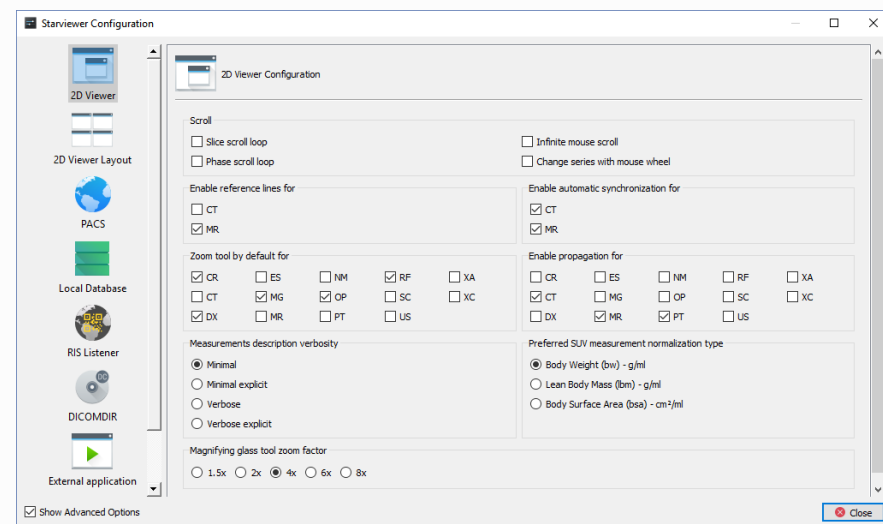 Starviewer Configuration
2D Viewer
2D Viewer Layout
PACS
Local Database
RIS Listener
DC
DICOMDIR
External application
Show Advanced Options
2D Viewer Configuration
Scroll
Slice scroll loop
Infinite mouse scroll
Phase scroll loop
Change series with mouse wheel
Enable reference lines for
CT
MR
Enable automatic synchronization for
CT
MR
Zoom tool by default for
CR ES NM RF XA
CT MG OP SC XC
DX MR PT US
Enable propagation for
CR ES NM RF XA
CT MG OP SC XC
DX MR PT US
Measurements description verbosity
Minimal
Minimal explicit
Verbose
Verbose explicit
Preferred SUV measurement normalization type
Body Weight (bw) - g/ml
Lean Body Mass (lbm) - g/ml
Body Surface Area (bsa) - cm²/ml
Magnifying glass tool zoom factor
1.5x 2x 4x 6x 8x
Close